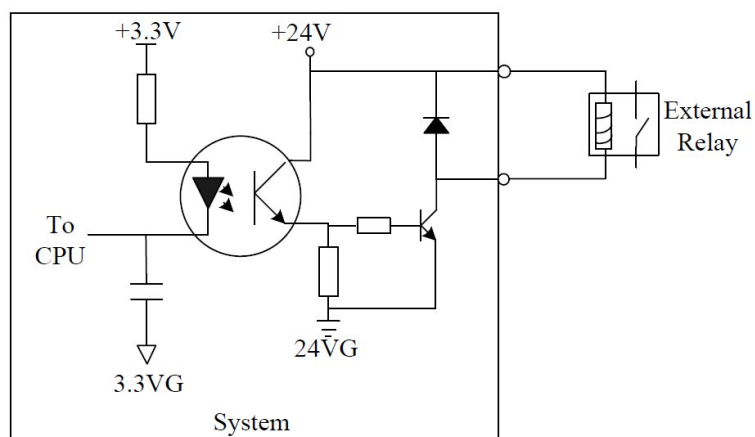 +3.3V
+24V
External
Relay
To
CPU
24VG
3.3VG
System